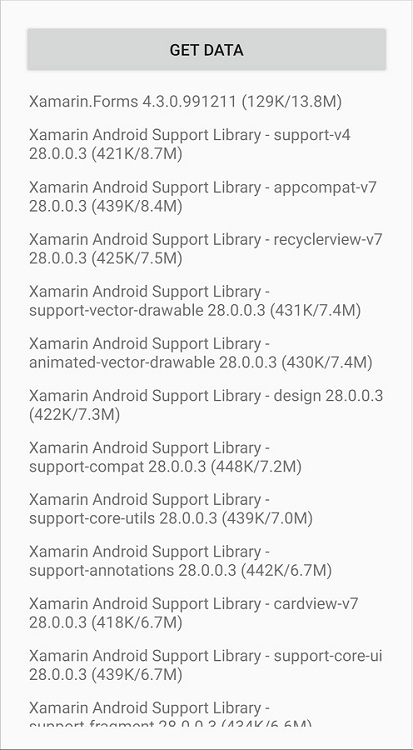 GET DATA
Xamarin.Forms 4.3.0.991211 (129K/13.8M)
Xamarin Android Support Library - support-v4
28.0.0.3 (421K/8.7M)
Xamarin Android Support Library - appcompat-v7
28.0.0.3 (439K/8.4M)
Xamarin Android Support Library - recyclerview-v7
28.0.0.3 (425K/7.5M)
Xamarin Android Support Library -
support-vector-drawable 28.0.0.3 (431K/7.4M)
Xamarin Android Support Library -
animated-vector-drawable 28.0.0.3 (430K/7.4M)
Xamarin Android Support Library - design 28.0.0.3
(422K/7.3M)
Xamarin Android Support Library -
support-compat 28.0.0.3 (448K/7.2M)
Xamarin Android Support Library -
support-core-utils 28.0.0.3 (439K/7.0M)
Xamarin Android Support Library -
support-annotations 28.0.0.3 (442K/6.7M)
Xamarin Android Support Library - cardview-v7
28.0.0.3 (418K/6.7M)
Xamarin Android Support Library - support-core-ui
28.0.0.3 (439K/6.7M)
Xamarin Android Support Library -
support-fragment 28.0.0.3 (434K/6.6M)